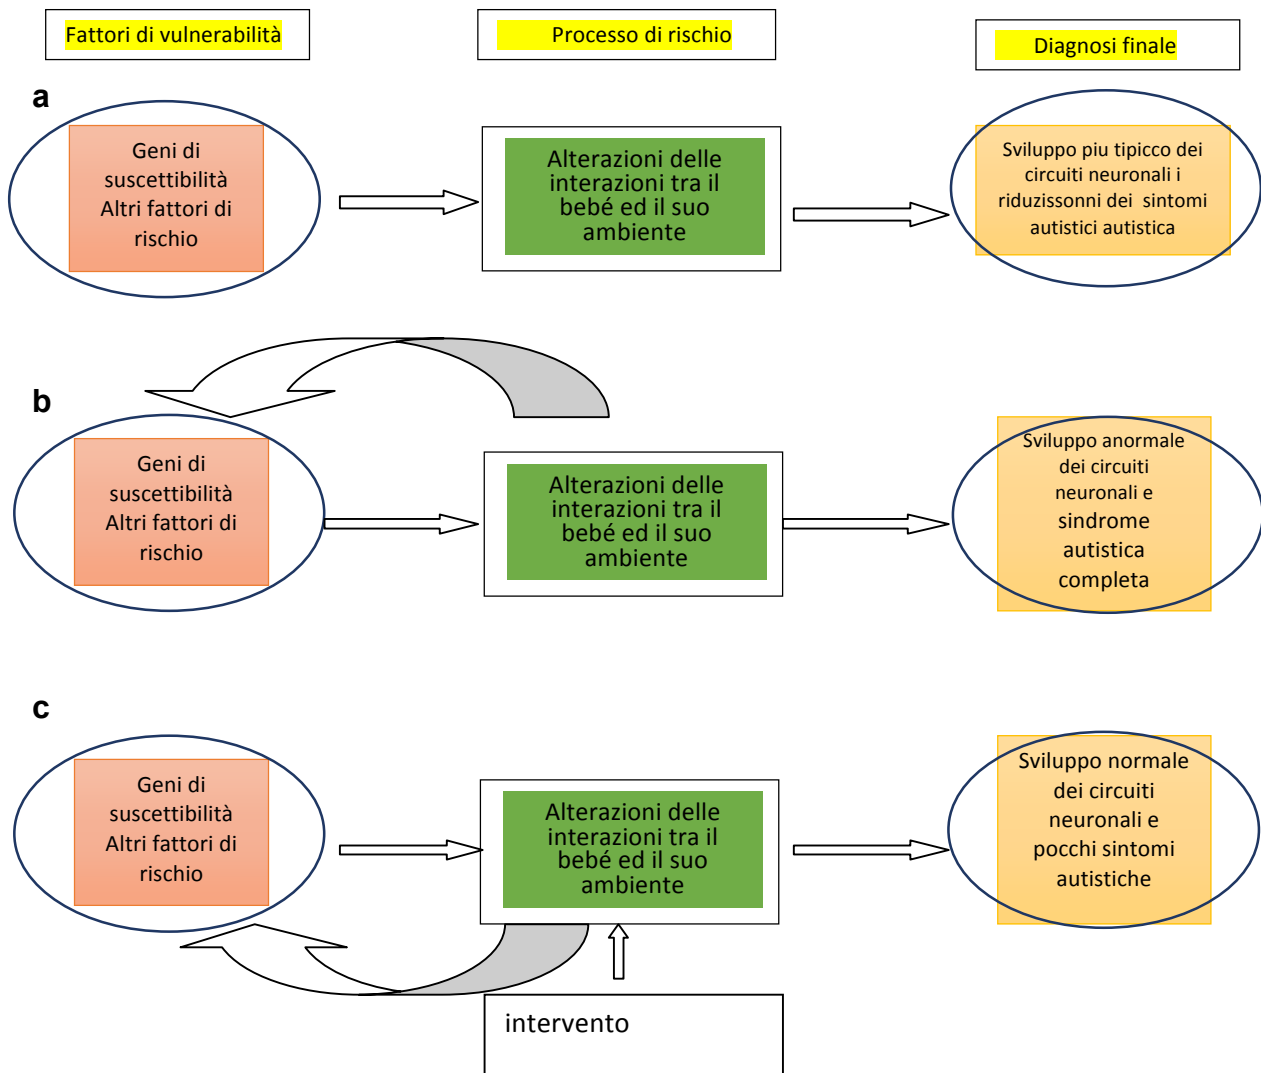 Fattori di vulnerabilità
Processo di rischio
Diagnosi finale
a
Geni di
suscettibilità
Altri fattori di
rischio
Alterazioni delle
interazioni tra il
bebé ed il suo
ambiente
Sviluppo piu tipicco dei
circuiti neuronali i
riduzissonni dei sintomi
autistici autistica
b
Geni di
suscettibilità
Altri fattori di
rischio
Alterazioni delle
interazioni tra il
bebé ed il suo
ambiente
Sviluppo anormale
dei circuiti
neuronali e
sindrome
autistica
completa
c
Geni di
suscettibilità
Altri fattori di
rischio
Alterazioni delle
interazioni tra il
bebé ed il suo
ambiente
Sviluppo normale
dei circuiti
neuronali e
pocchi sintomi
autistiche
intervento